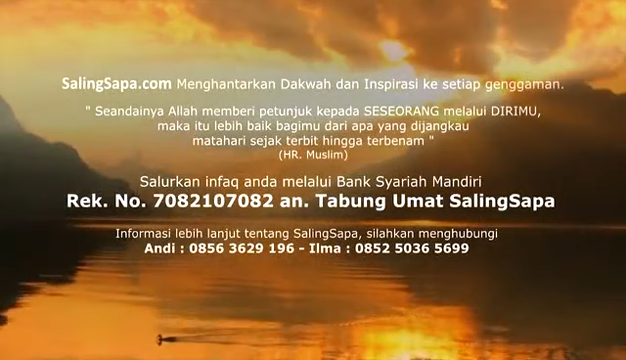 SalingSapa.com Menghantarkan Dakwah dan Inspirasi ke setiap genggaman.
" Seandainya Allah memberi petunjuk kepada SESEORANG melalui DIRIMU,
maka itu lebih baik bagimu dari apa yang dijangkau
matahari sejak terbit hingga terbenam "
(HR. Muslim)
Salurkan infaq anda melalui Bank Syariah Mandiri
Rek. No. 7082107082 an. Tabung Umat SalingSapa
Informasi lebih lanjut tentang SalingSapa, silahkan menghubungi
Andi : 0856 3629 196 - Ilma : 0852 5036 5699